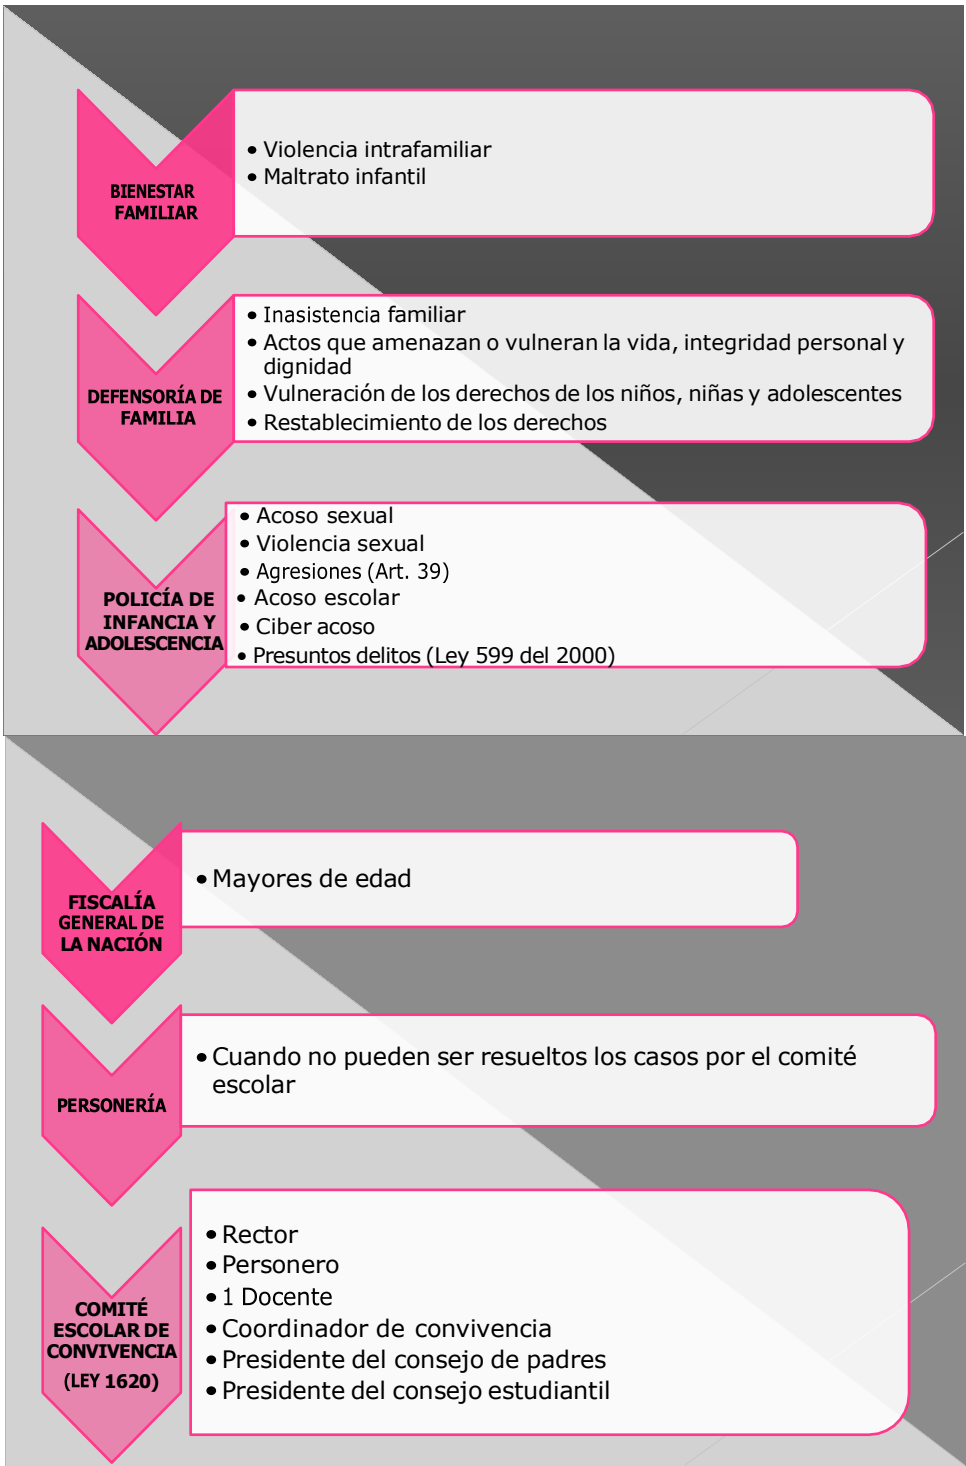 BIENESTAR
FAMILIAR
• Violencia intrafamiliar
• Maltrato infantil
DEFENSORÍA DE
FAMILIA
• Inasistencia familiar
• Actos que amenazan o vulneran la vida, integridad personal y
dignidad
• Vulneración de los derechos de los niños, niñas y adolescentes
• Restablecimiento de los derechos
POLICÍA DE
INFANCIA Y
ADOLESCENCIA
• Acoso sexual
• Violencia sexual
• Agresiones (Art. 39)
• Acoso escolar
• Ciber acoso
• Presuntos delitos (Ley 599 del 2000)
FISCALÍA
GENERAL DE
LA NACIÓN
• Mayores de edad
PERSONERÍA
• Cuando no pueden ser resueltos los casos por el comité
escolar
COMITÉ
ESCOLAR DE
CONVIVENCIA
(LEY 1620)
• Rector
• Personero
• 1 Docente
• Coordinador de convivencia
• Presidente del consejo de padres
• Presidente del consejo estudiantil